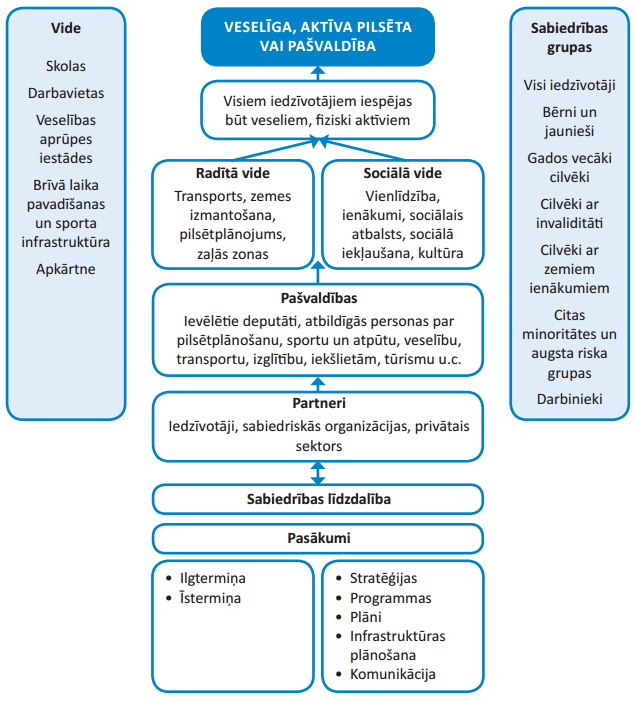 Vide
Skolas
Darbavietas
Veselības
aprūpes
iestādes
Brīvā laika
pavadīšanas
un sporta
infrastruktūra
Apkārtne
VESELĪGA, AKTĪVA PILSĒTA
VAI PAŠVALDĪBA
Visiem iedzīvotājiem iespējas
būt veseliem, fiziski aktīviem
Radītā vide
Transports, zemes
izmantošana,
pilsētplānojums,
zaļās zonas
Sociālā vide
Vienlīdzība,
ienākumi, sociālais
atbalsts, sociālā
iekļaušana, kultūra
Pašvaldības
Ievēlētie deputāti, atbildīgās personas par
pilsētplānošanu, sportu un atpūtu, veselību,
transportu, izglītību, iekšlietām, tūrismu u.c.
Partneri
Iedzīvotāji, sabiedriskās organizācijas, privātais
sektors
Sabiedrības līdzdalība
Pasākumi
• Ilgtermiņa
• Īstermiņa
• Stratēģijas
• Programmas
• Plāni
• Infrastruktūras
plānošana
• Komunikācija
Sabiedrības
grupas
Visi iedzīvotāji
Bērni un
jaunieši
Gados vecāki
cilvēki
Cilvēki ar
invaliditāti
Cilvēki ar
zemiem
ienākumiem
Citas
minoritātes un
augsta riska
grupas
Darbinieki